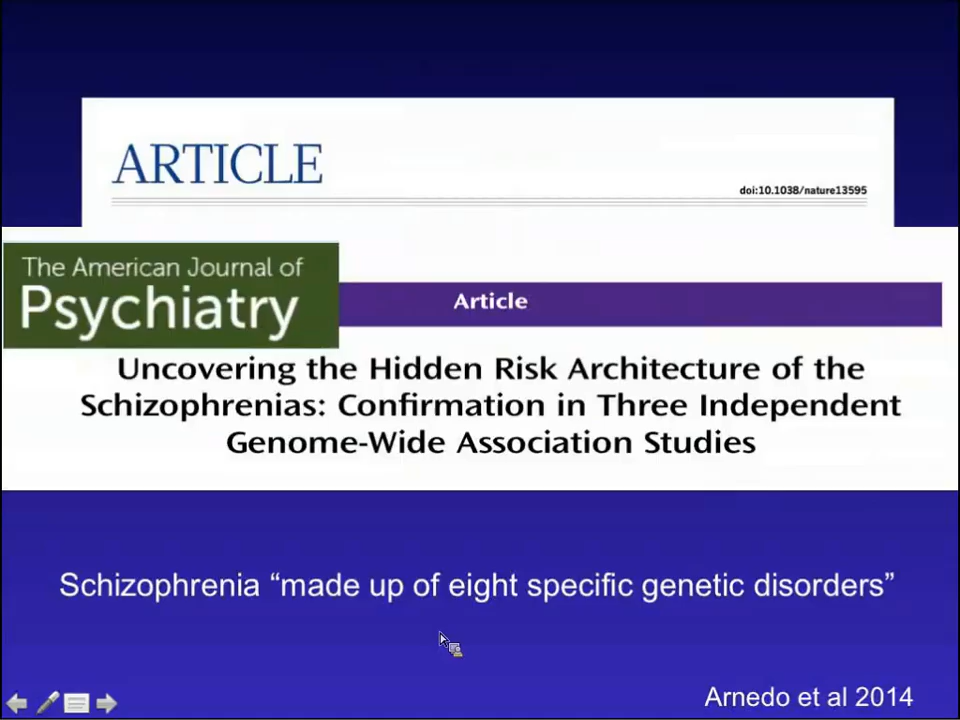 ARTICLE
doi:10.1038/nature13595
The American Journal of
Psychiatry
Article
Uncovering the Hidden Risk Architecture of the
Schizophrenias: Confirmation in Three Independent
Genome-Wide Association Studies
Schizophrenia “made up of eight specific genetic disorders”
Arnedo et al 2014